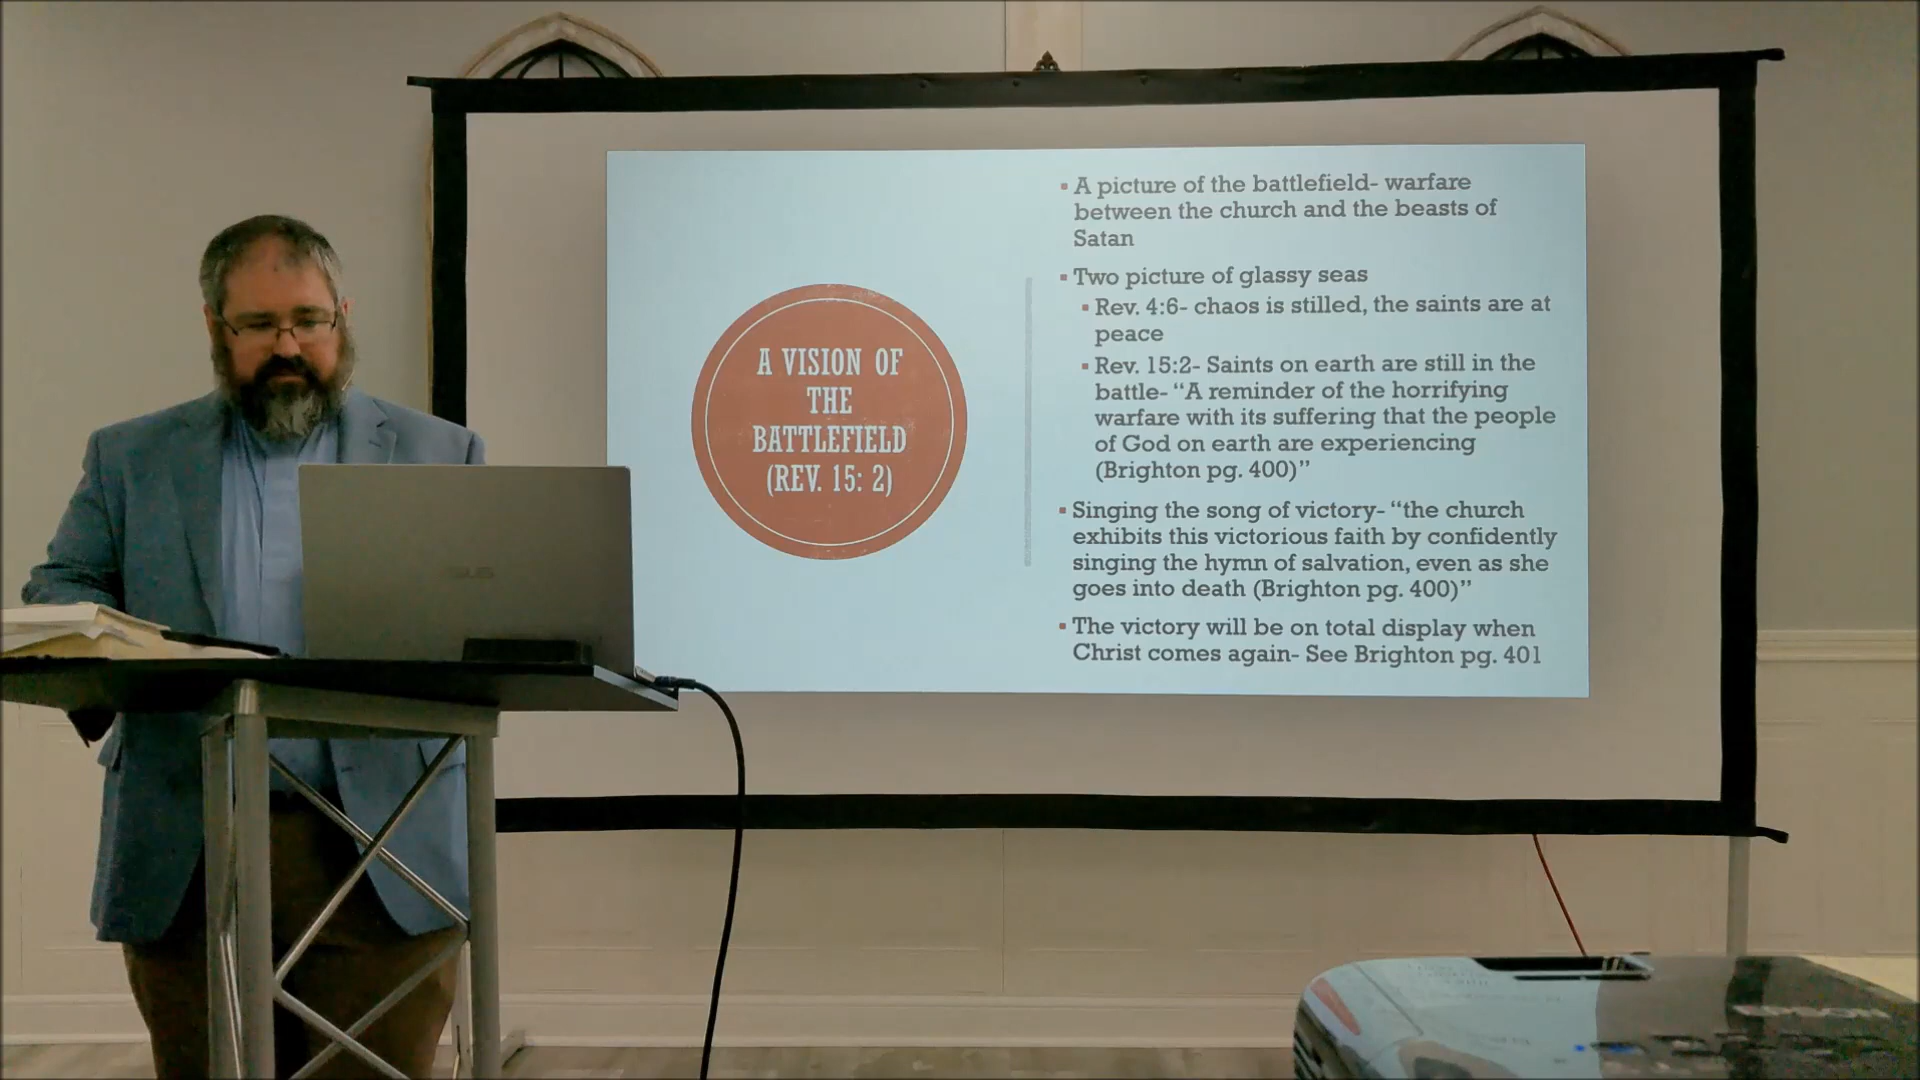 A VISION OF
THE
BATTLEFIELD
(REV. 15: 2)
▪ A picture of the battlefield- warfare
between the church and the beasts of
Satan
▪ Two picture of glassy seas
▪ Rev. 4:6- chaos is stilled, the saints are at
peace
▪ Rev. 15:2- Saints on earth are still in the
battle- “A reminder of the horrifying
warfare with its suffering that the people
of God on earth are experiencing
(Brighton pg. 400)”
▪ Singing the song of victory- “the church
exhibits this victorious faith by confidently
singing the hymn of salvation, even as she
goes into death (Brighton pg. 400)”
▪ The victory will be on total display when
Christ comes again- See Brighton pg. 401